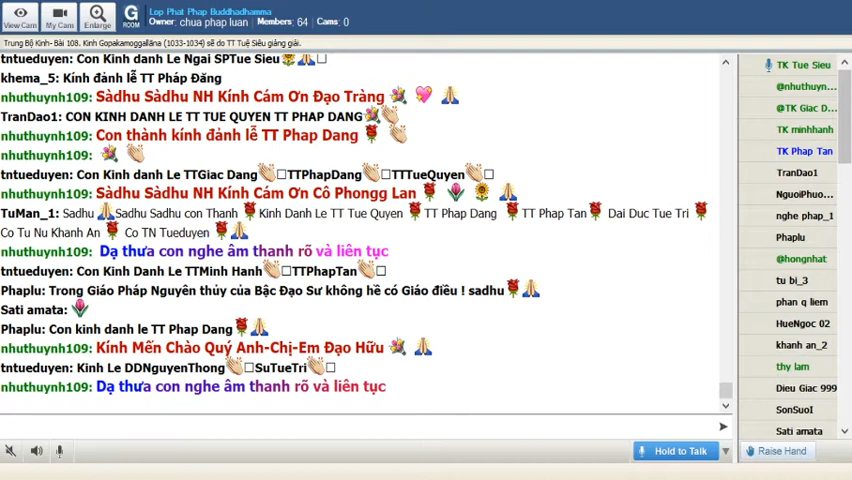 View Cam
My Cam
Enlarge
G
ROOM
Lop Phat Phap Buddhadhamma
Owner: chua phap luan Members: 64 Cams: 0
Trung Bộ Kinh- Bài 108. Kinh Gopakamoggallána (1033-1034) sẽ do TT Tuệ Siêu giảng giải.
tntueduyen: Con Kinh Danh Le Ngai SPTue Sieu
khema_5: Kính đảnh lễ TT Pháp Đăng
nhuthuynh109: Sàdhu Sàdhu NH Kính Cám Ơn Đạo Tràng
TranDao1: CON KINH DANH LE TT TUE QUYEN TT PHAP DANG
nhuthuynh109: Con thành kính đảnh lễ TT Phap Dang
nhuthuynh109:
tntueduyen: Con Kinh Danh Le TTGiac Dang TTPhapDang TTTueQuyen
nhuthuynh109: Sàdhu Sàdhu NH Kính Cám Ơn Cô Phongg Lan
TuMan_1: Sadhu Sadhu Sadhu con Thanh Kinh Danh Le TT Tue Quyen TT Phap Dang TT Phap Tan Dai Duc Tue Tri
Co Tu Nu Khanh An Co TN Tueduyen
nhuthuynh109: Dạ thưa con nghe âm thanh rõ và liên tục
tntueduyen: Con Kinh Danh Le TTMinh Hanh TTPhapTan
Phaplu: Trong Giáo Pháp Nguyên thủy của Bậc Đạo Sư không hề có Giáo điều ! sadhu
Sati amata:
Phaplu: Con kinh danh le TT Phap Dang
nhuthuynh109: Kính Mến Chào Quý Anh-Chị-Em Đạo Hữu
tntueduyen: Kinh Le DDNguyenThong SuTueTri
nhuthuynh109: Dạ thưa con nghe âm thanh rõ và liên tục
Hold to Talk
TK Tue Sieu
@nhuthuyn...
@TK Giac D...
TK minhhanh
TK Phap Tan
TranDao1
NguoiPhuo...
nghe phap_1
Phaplu
@hongnhat
tu bi_3
phan q liem
HueNgoc 02
khanh an_2
thy lam
Dieu Giac 999
SonSuoI
Sati amata
Raise Hand